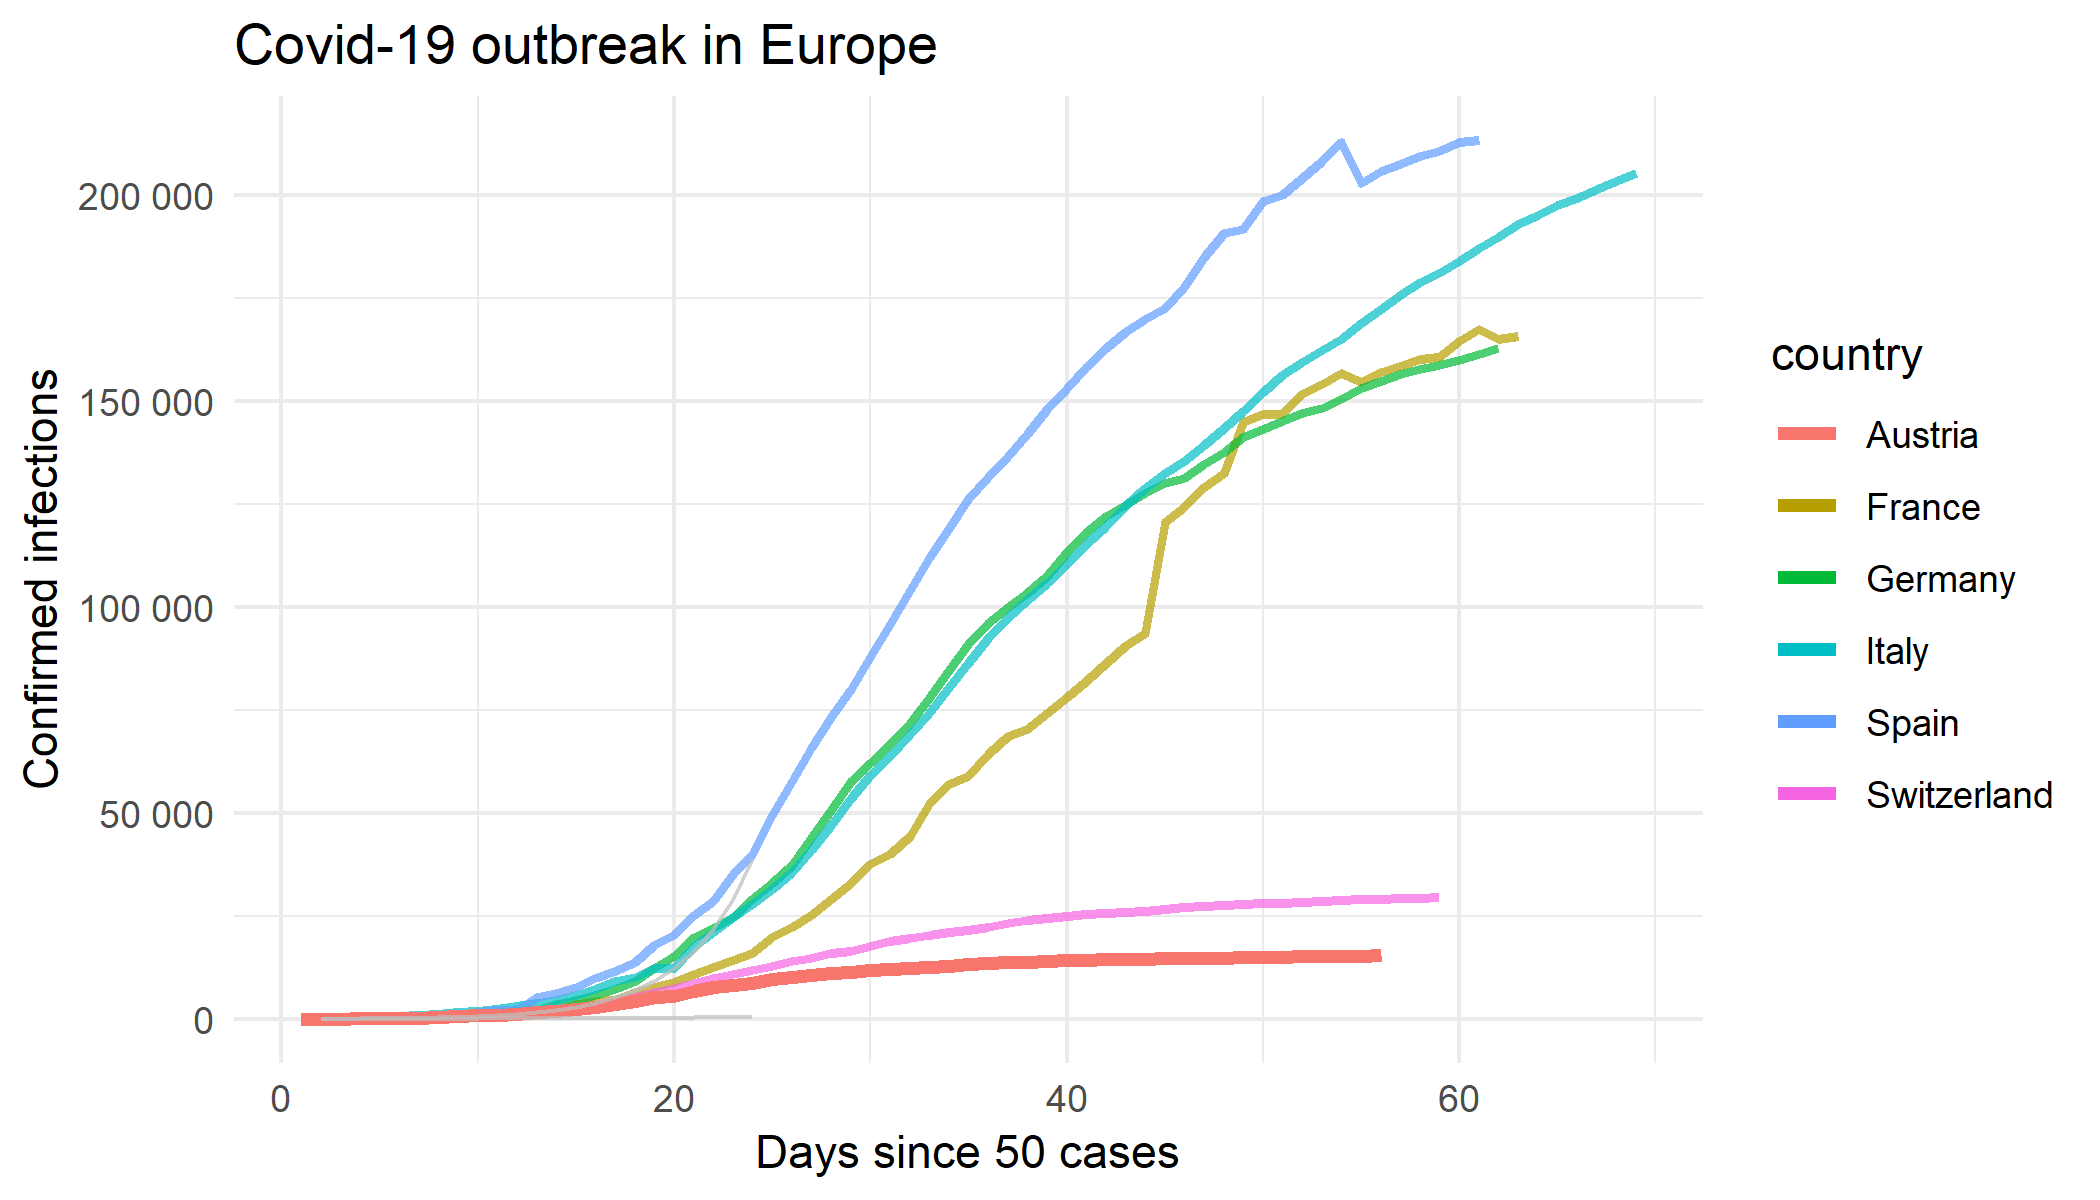 Covid-19 outbreak in Europe
Confirmed infections
200 000
150 000
100 000
50 000
0
0 20 40 60
Days since 50 cases
country
Austria
France
Germany
Italy
Spain
Switzerland